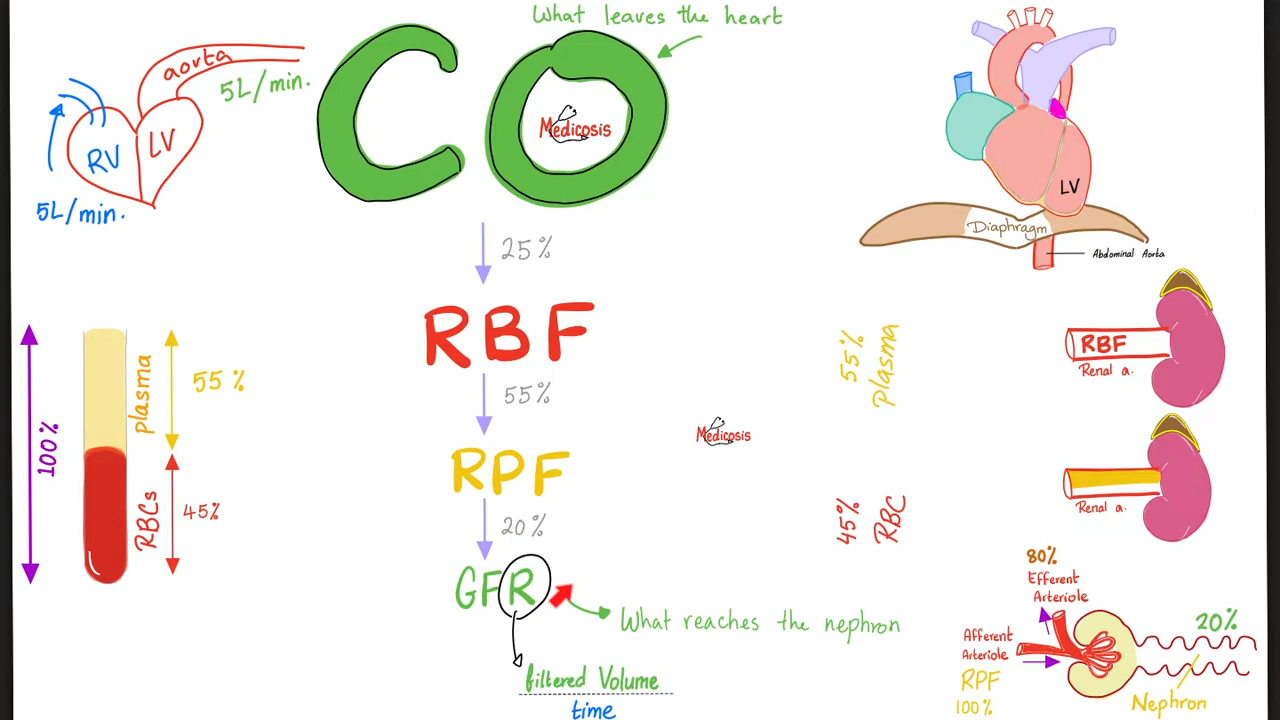 What leaves the heart
CO
Medicosis
aorta
5L/min.
RV
LV
5L/min.
LV
Diaphragm
Abdominal Aorta
25%
RBF
55%
RPF
20%
GFR
What reaches the nephron
filtered Volume
time
100%
plasma
55%
RBCs
45%
Medicosis
55%
plasma
45%
RBC
RBF
Renal a.
Renal a.
80%
Efferent
Arteriole
Afferent
Arteriole
RPF
100%
20%
Nephron